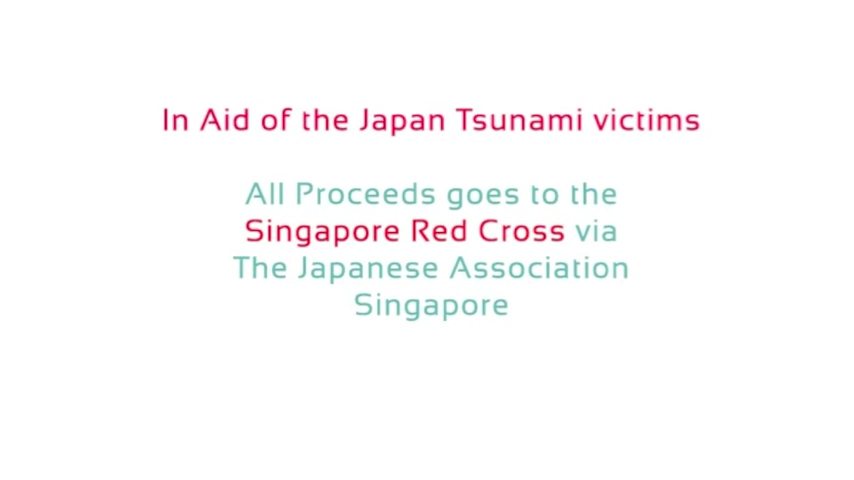 In Aid of the Japan Tsunami victims
All Proceeds goes to the
Singapore Red Cross via
The Japanese Association
Singapore